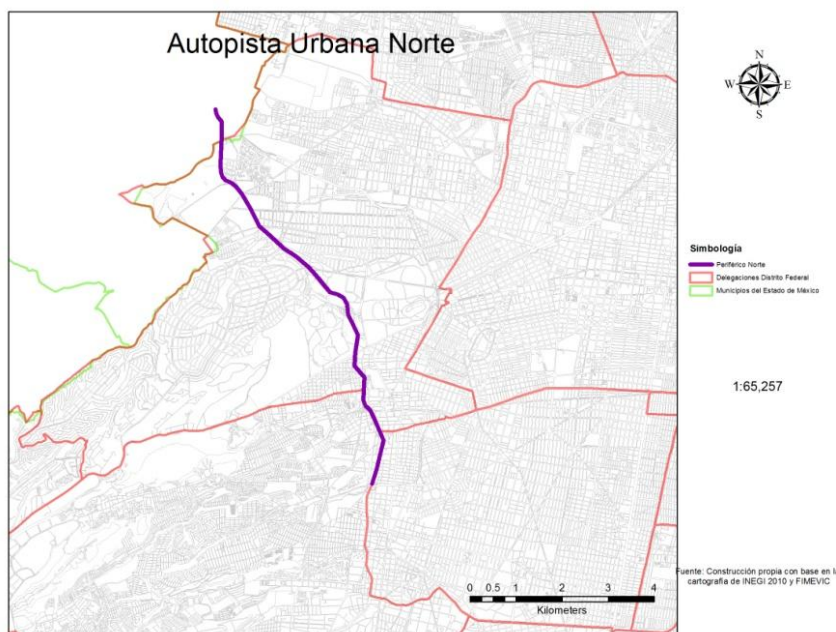 Autopista Urbana Norte
N
W
E
S
Simbología
Periférico Norte
Delegaciones Distrito Federal
Municipios del Estado de México
1:65,257
0 0.5 1 2 3 4
Kilometers
Fuente: Construcción propia con base en la
cartografía de INEGI 2010 y FIMEVIC